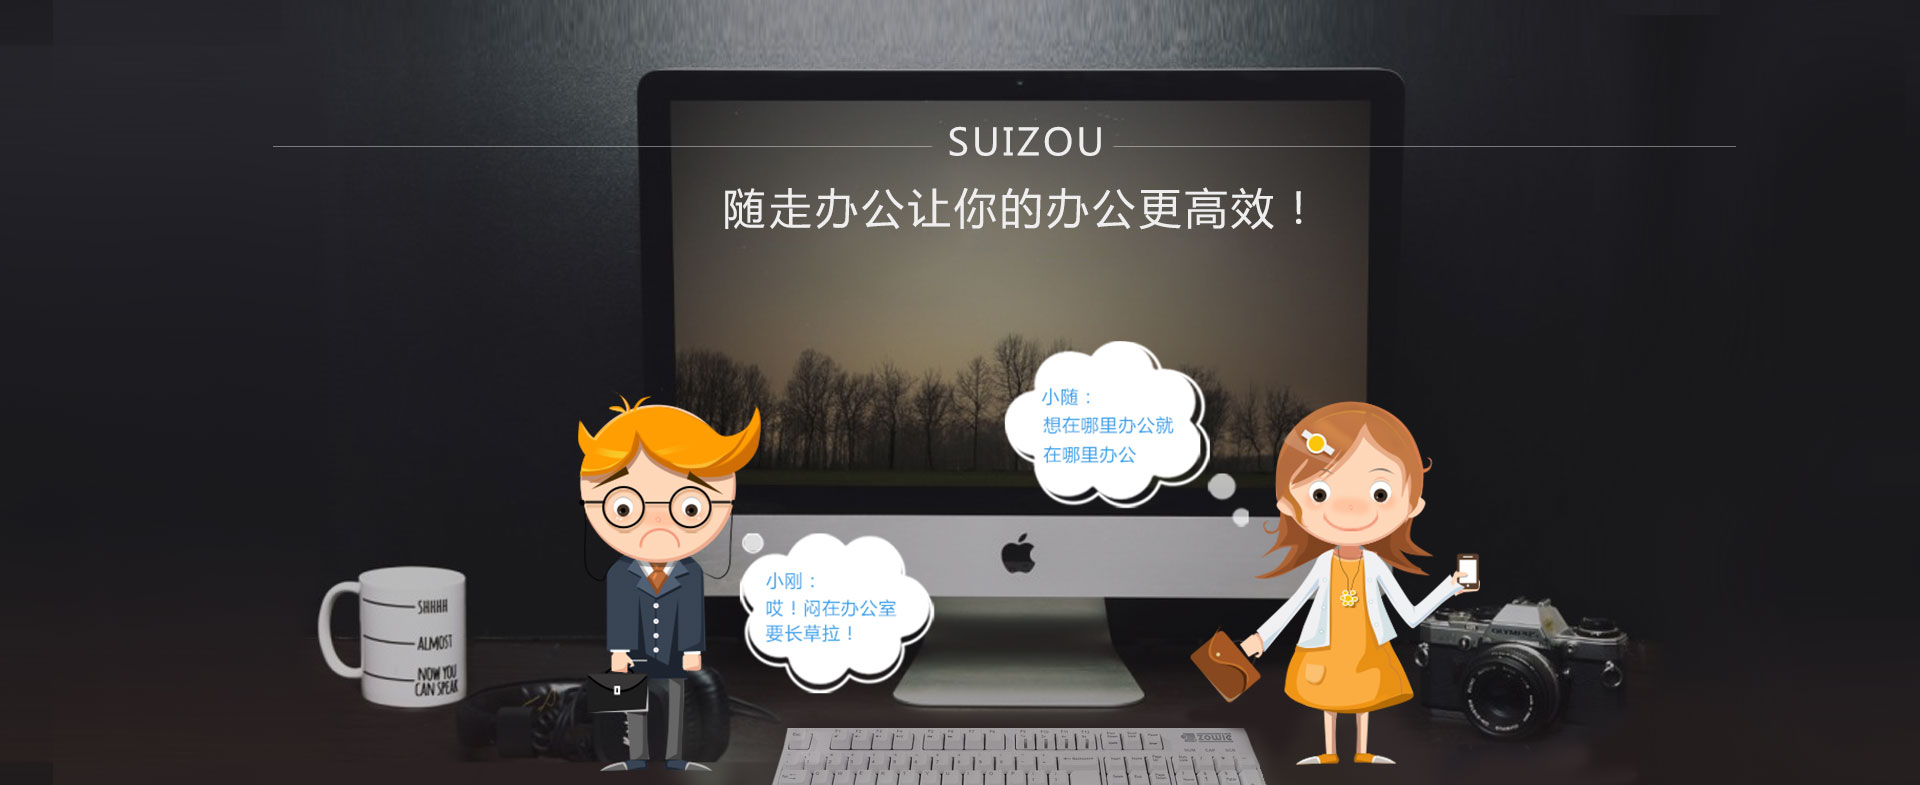 SUIZOU
随走办公让你的办公更高效！
小随：
想在哪里办公就
在哪里办公
小刚：
哎！闷在办公室
要长草拉！
SHHHH
ALMOST
NOW YOU
CAN SPEAK
OLYMPUS
ZOWIE